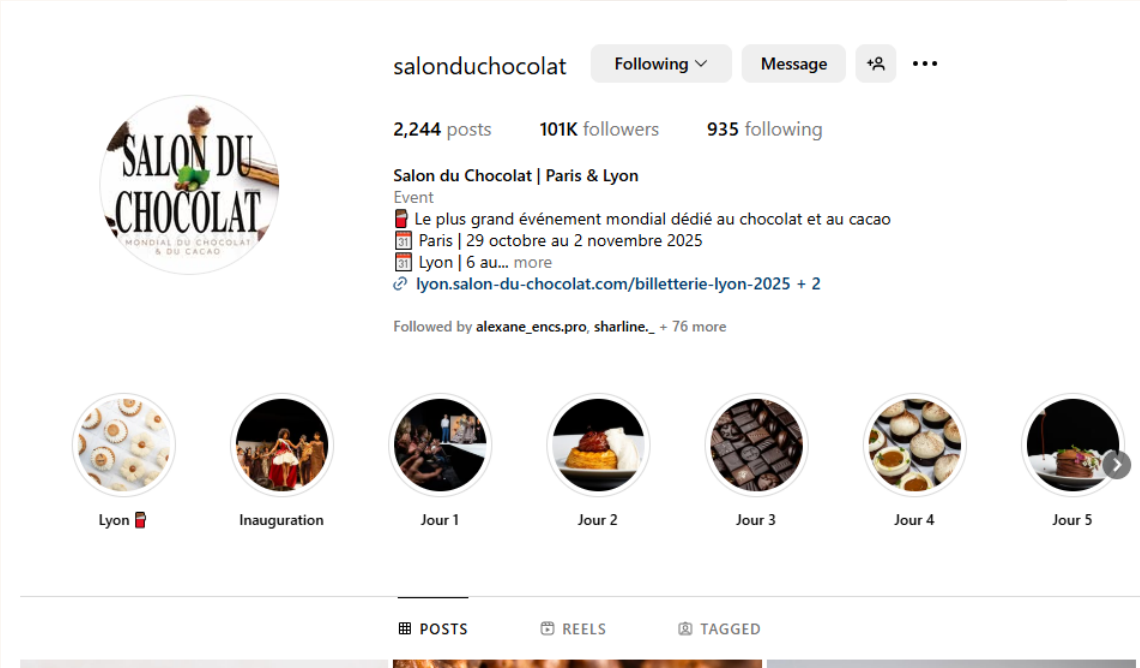 salonduchocolat Following Message
2,244 posts 101K followers 935 following
SALON DU
CHOCOLAT
MONDIAL DU CHOCOLAT
& DU CACAO
Salon du Chocolat | Paris & Lyon
Event
Le plus grand événement mondial dédié au chocolat et au cacao
Paris | 29 octobre au 2 novembre 2025
Lyon | 6 au... more
lyon.salon-du-chocolat.com/billetterie-lyon-2025 + 2
Followed by alexane_encs.pro, sharline._ + 76 more
Lyon Inauguration Jour 1 Jour 2 Jour 3 Jour 4 Jour 5
POSTS REELS TAGGED